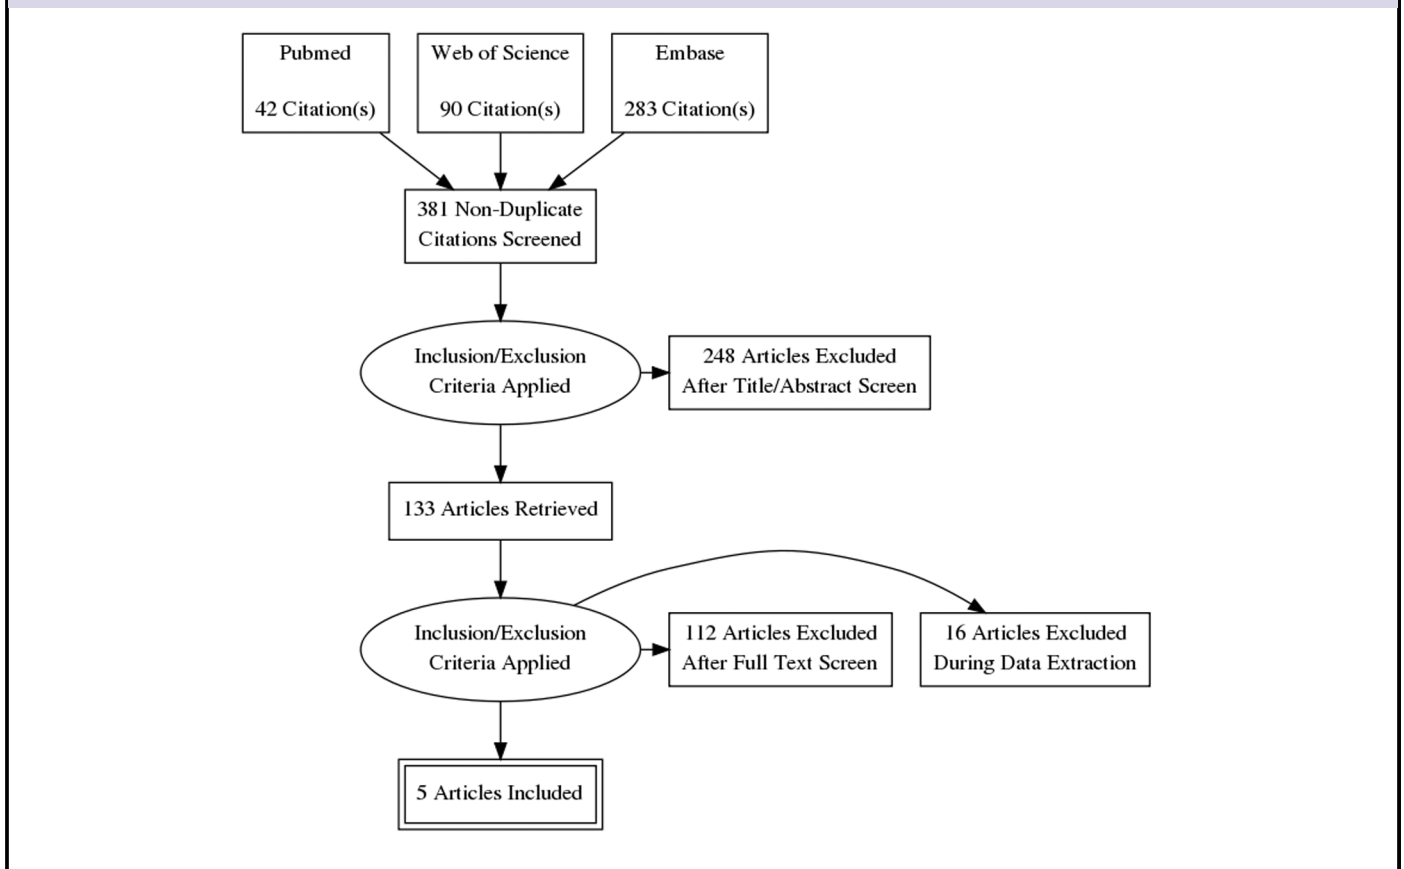 Pubmed
42 Citation(s)
Web of Science
90 Citation(s)
Embase
283 Citation(s)
381 Non-Duplicate
Citations Screened
Inclusion/Exclusion
Criteria Applied
248 Articles Excluded
After Title/Abstract Screen
133 Articles Retrieved
Inclusion/Exclusion
Criteria Applied
112 Articles Excluded
After Full Text Screen
16 Articles Excluded
During Data Extraction
5 Articles Included